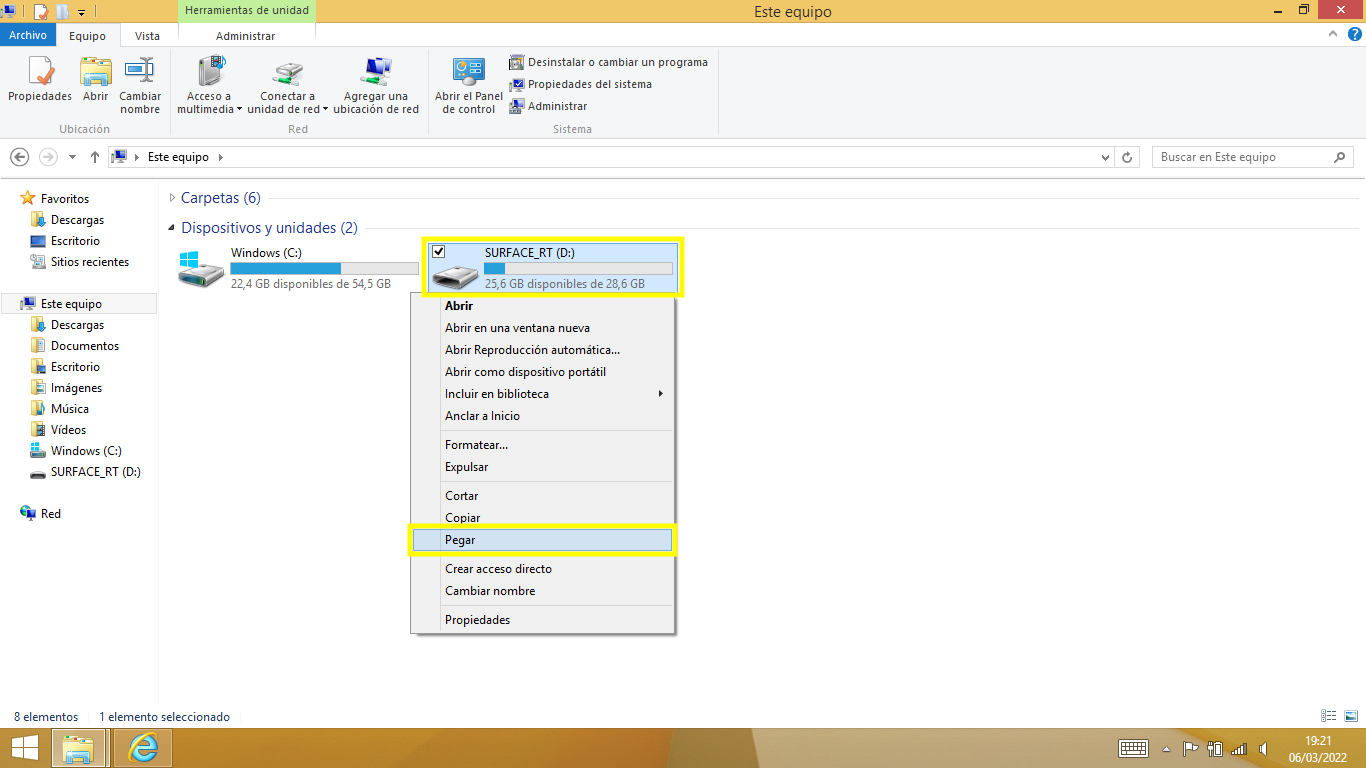 Herramientas de unidad
Este equipo
Archivo
Equipo
Vista
Administrar
Propiedades
Abrir
Cambiar
nombre
Ubicación
Acceso a
multimedia
Conectar a
unidad de red
Agregar una
ubicación de red
Red
Abrir el Panel
de control
Desinstalar o cambiar un programa
Propiedades del sistema
Administrar
Sistema
Este equipo
Buscar en Este equipo
Favoritos
Descargas
Escritorio
Sitios recientes
Este equipo
Descargas
Documentos
Escritorio
Imágenes
Música
Vídeos
Windows (C:)
SURFACE_RT (D:)
Red
Carpetas (6)
Dispositivos y unidades (2)
Windows (C:)
22,4 GB disponibles de 54,5 GB
SURFACE_RT (D:)
25,6 GB disponibles de 28,6 GB
Abrir
Abrir en una ventana nueva
Abrir Reproducción automática...
Abrir como dispositivo portátil
Incluir en biblioteca
Anclar a Inicio
Formatear...
Expulsar
Cortar
Copiar
Pegar
Crear acceso directo
Cambiar nombre
Propiedades
8 elementos
1 elemento seleccionado
19:21
06/03/2022